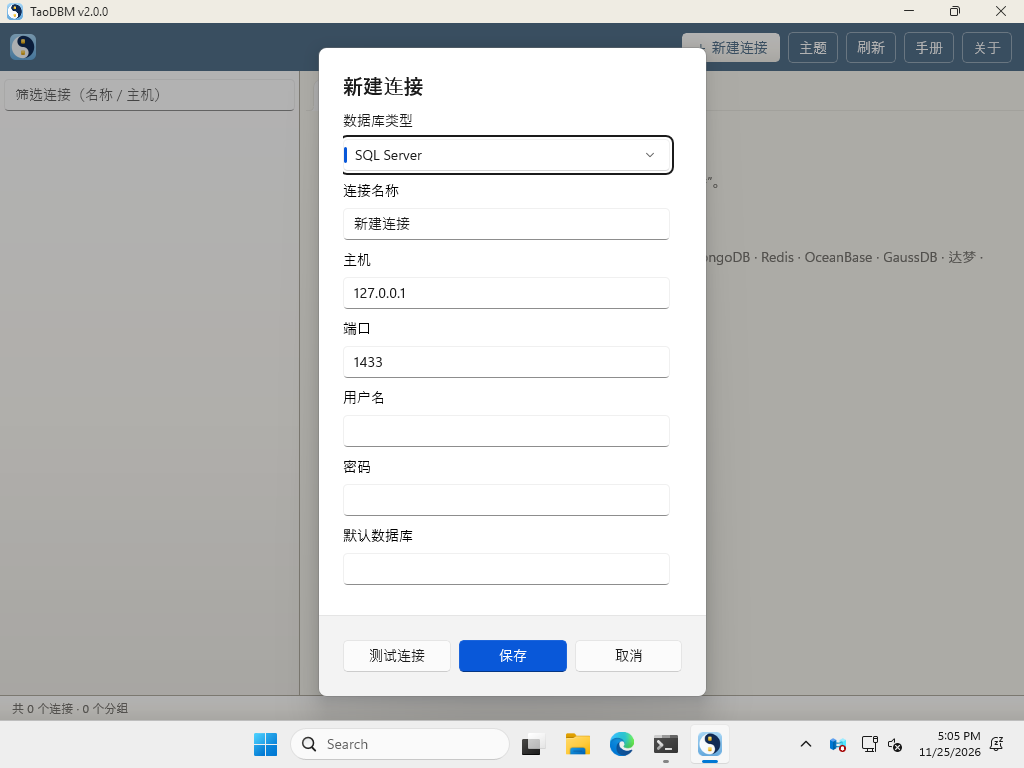 TaoDBM v2.0.0
新建连接
主题
刷新
手册
关于
筛选连接（名称 / 主机）
新建连接
数据库类型
SQL Server
连接名称
新建连接
”。
主机
ongoDB · Redis · OceanBase · GaussDB · 达梦 ·
127.0.0.1
端口
1433
用户名
密码
默认数据库
测试连接
保存
取消
共 0 个连接 · 0 个分组
Search
5:05 PM
11/25/2026